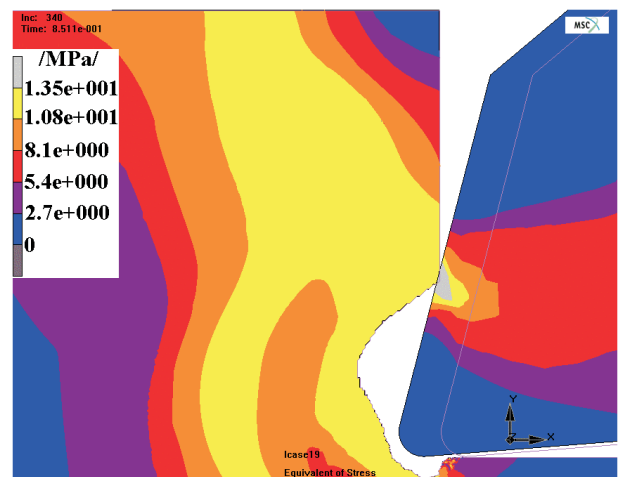 Inc: 340
Time: 8.511e-001
MSC
/MPa/
1.35e+001
1.08e+001
8.1e+000
5.4e+000
2.7e+000
0
Y
Z X
lcase19
Equivalent of Stress